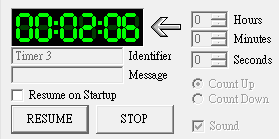 00:02:06
0 Hours
0 Minutes
0 Seconds
Timer 3 Identifier
Message
Resume on Startup
Count Up
Count Down
RESUME STOP
Sound